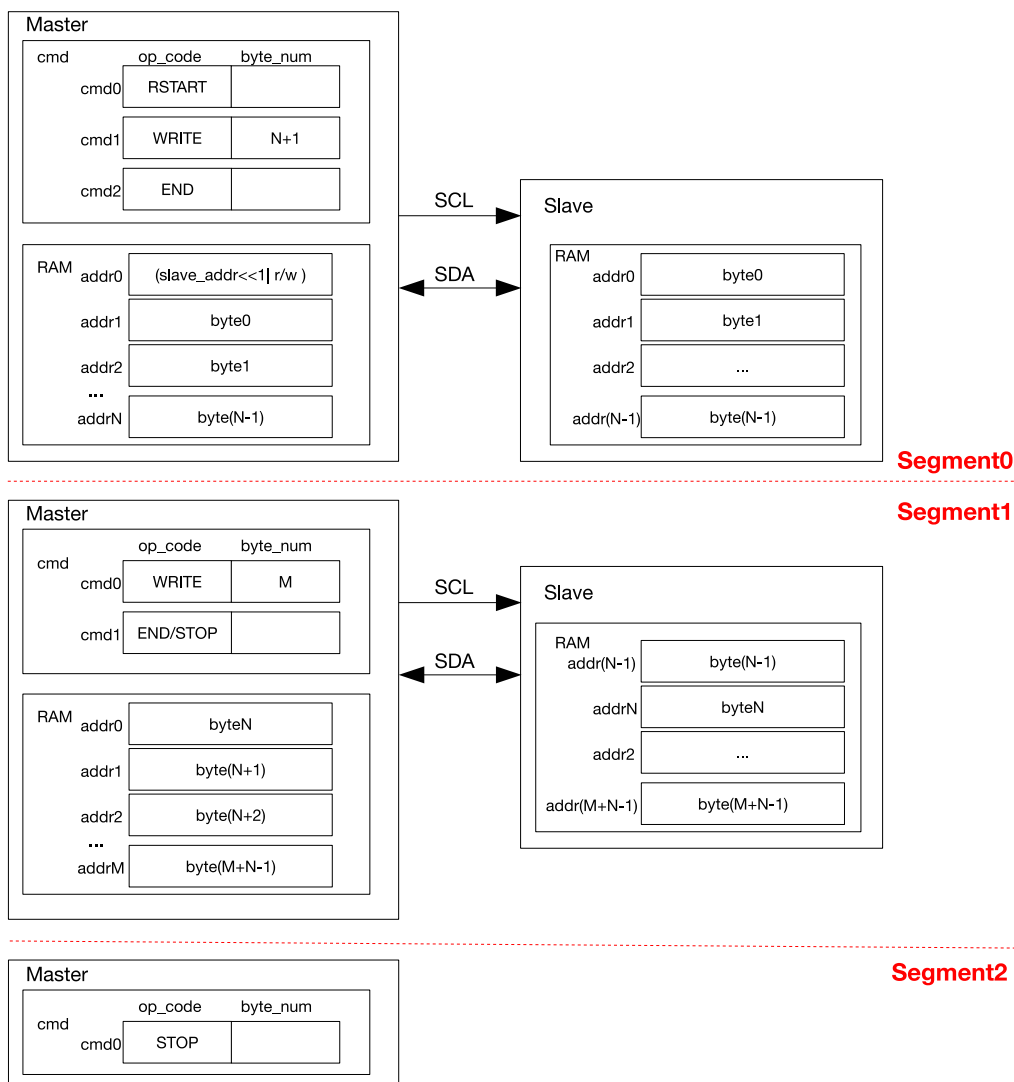 Master
cmd op_code byte_num
cmd0 RSTART
cmd1 WRITE N+1
cmd2 END
SCL
SDA
RAM
addr0 (slave_addr<<1| r/w )
addr1 byte0
addr2 byte1
...
addrN byte(N-1)
Slave
RAM
addr0 byte0
addr1 byte1
addr2 ...
addr(N-1) byte(N-1)
Segment0
Segment1
Master
op_code byte_num
cmd
cmd0 WRITE M
cmd1 END/STOP
SCL
SDA
RAM
addr0 byteN
addr1 byte(N+1)
addr2 byte(N+2)
...
addrM byte(M+N-1)
Slave
RAM
addr(N-1) byte(N-1)
addrN byteN
addr2 ...
addr(M+N-1) byte(M+N-1)
Segment2
Master
op_code byte_num
cmd
cmd0 STOP